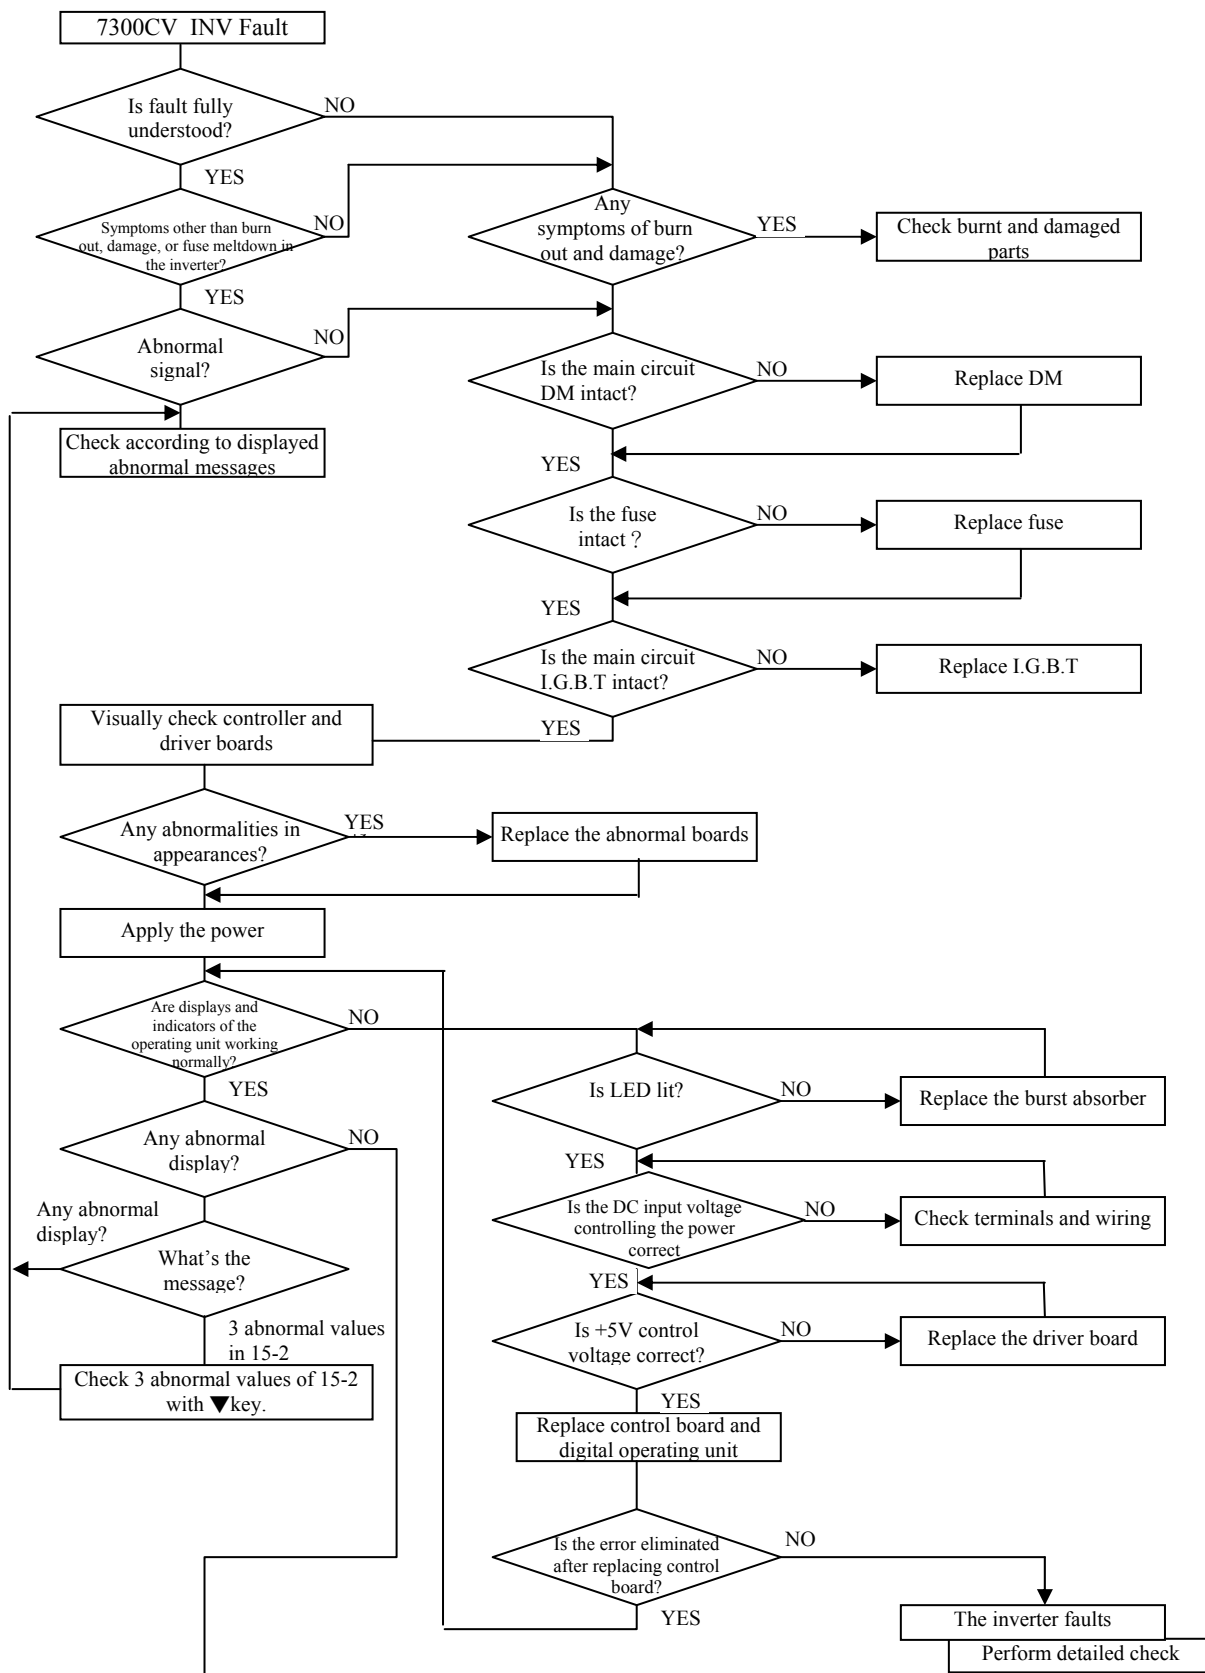 7300CV  INV Fault
Is fault fully
understood?
NO
YES
Symptoms other than burn
out, damage, or fuse meltdown in
the inverter?
NO
YES
Any
symptoms of burn
out and damage?
YES
Check burnt and damaged
parts
Abnormal
signal?
NO
Check according to displayed
abnormal messages
Is the main circuit
DM intact?
NO
Replace DM
YES
Is the fuse
intact ?
NO
Replace fuse
YES
Is the main circuit
I.G.B.T intact?
NO
Replace I.G.B.T
YES
Visually check controller and
driver boards
Any abnormalities in
appearances?
YES
Replace the abnormal boards
Apply the power
Are displays and
indicators of the
operating unit working
normally?
NO
YES
Is LED lit?
NO
Replace the burst absorber
YES
Any abnormal
display?
NO
Any abnormal
display?
What's the
message?
3 abnormal values
in 15-2
Check 3 abnormal values of 15-2
with ▼key.
Is the DC input voltage
controlling the power
correct
NO
Check terminals and wiring
YES
Is +5V control
voltage correct?
NO
Replace the driver board
YES
Replace control board and
digital operating unit
Is the error eliminated
after replacing control
board?
NO
YES
The inverter faults
Perform detailed check